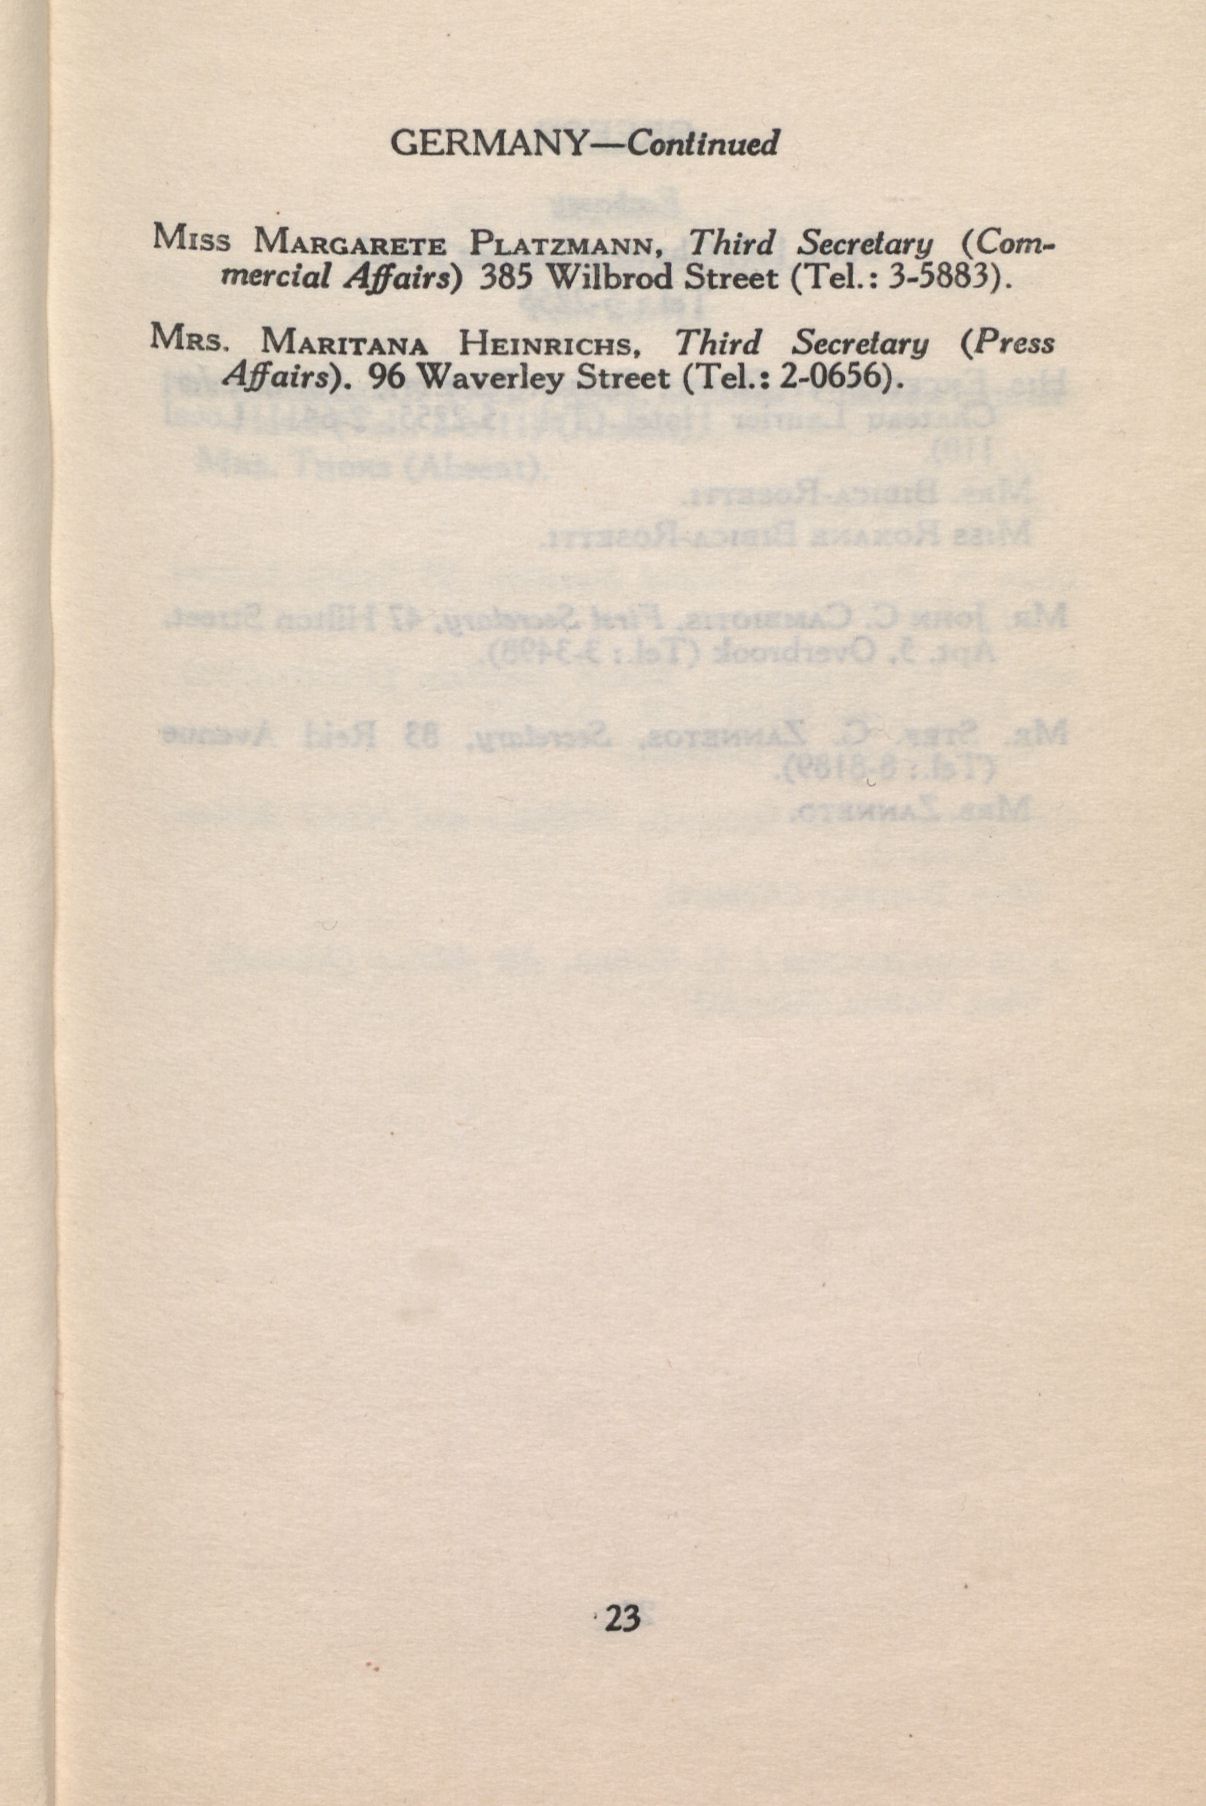 GERMANY—Continued
Miss Margarete Platzmann, Third Secretary (Com-
mercial Affairs) 385 Wilbrod Street (Tel.: 3-5883).
Mrs. Maritana Heinrichs, Third Secretary (Press
Affairs). 96 Waverley Street (Tel.: 2-0656).
23